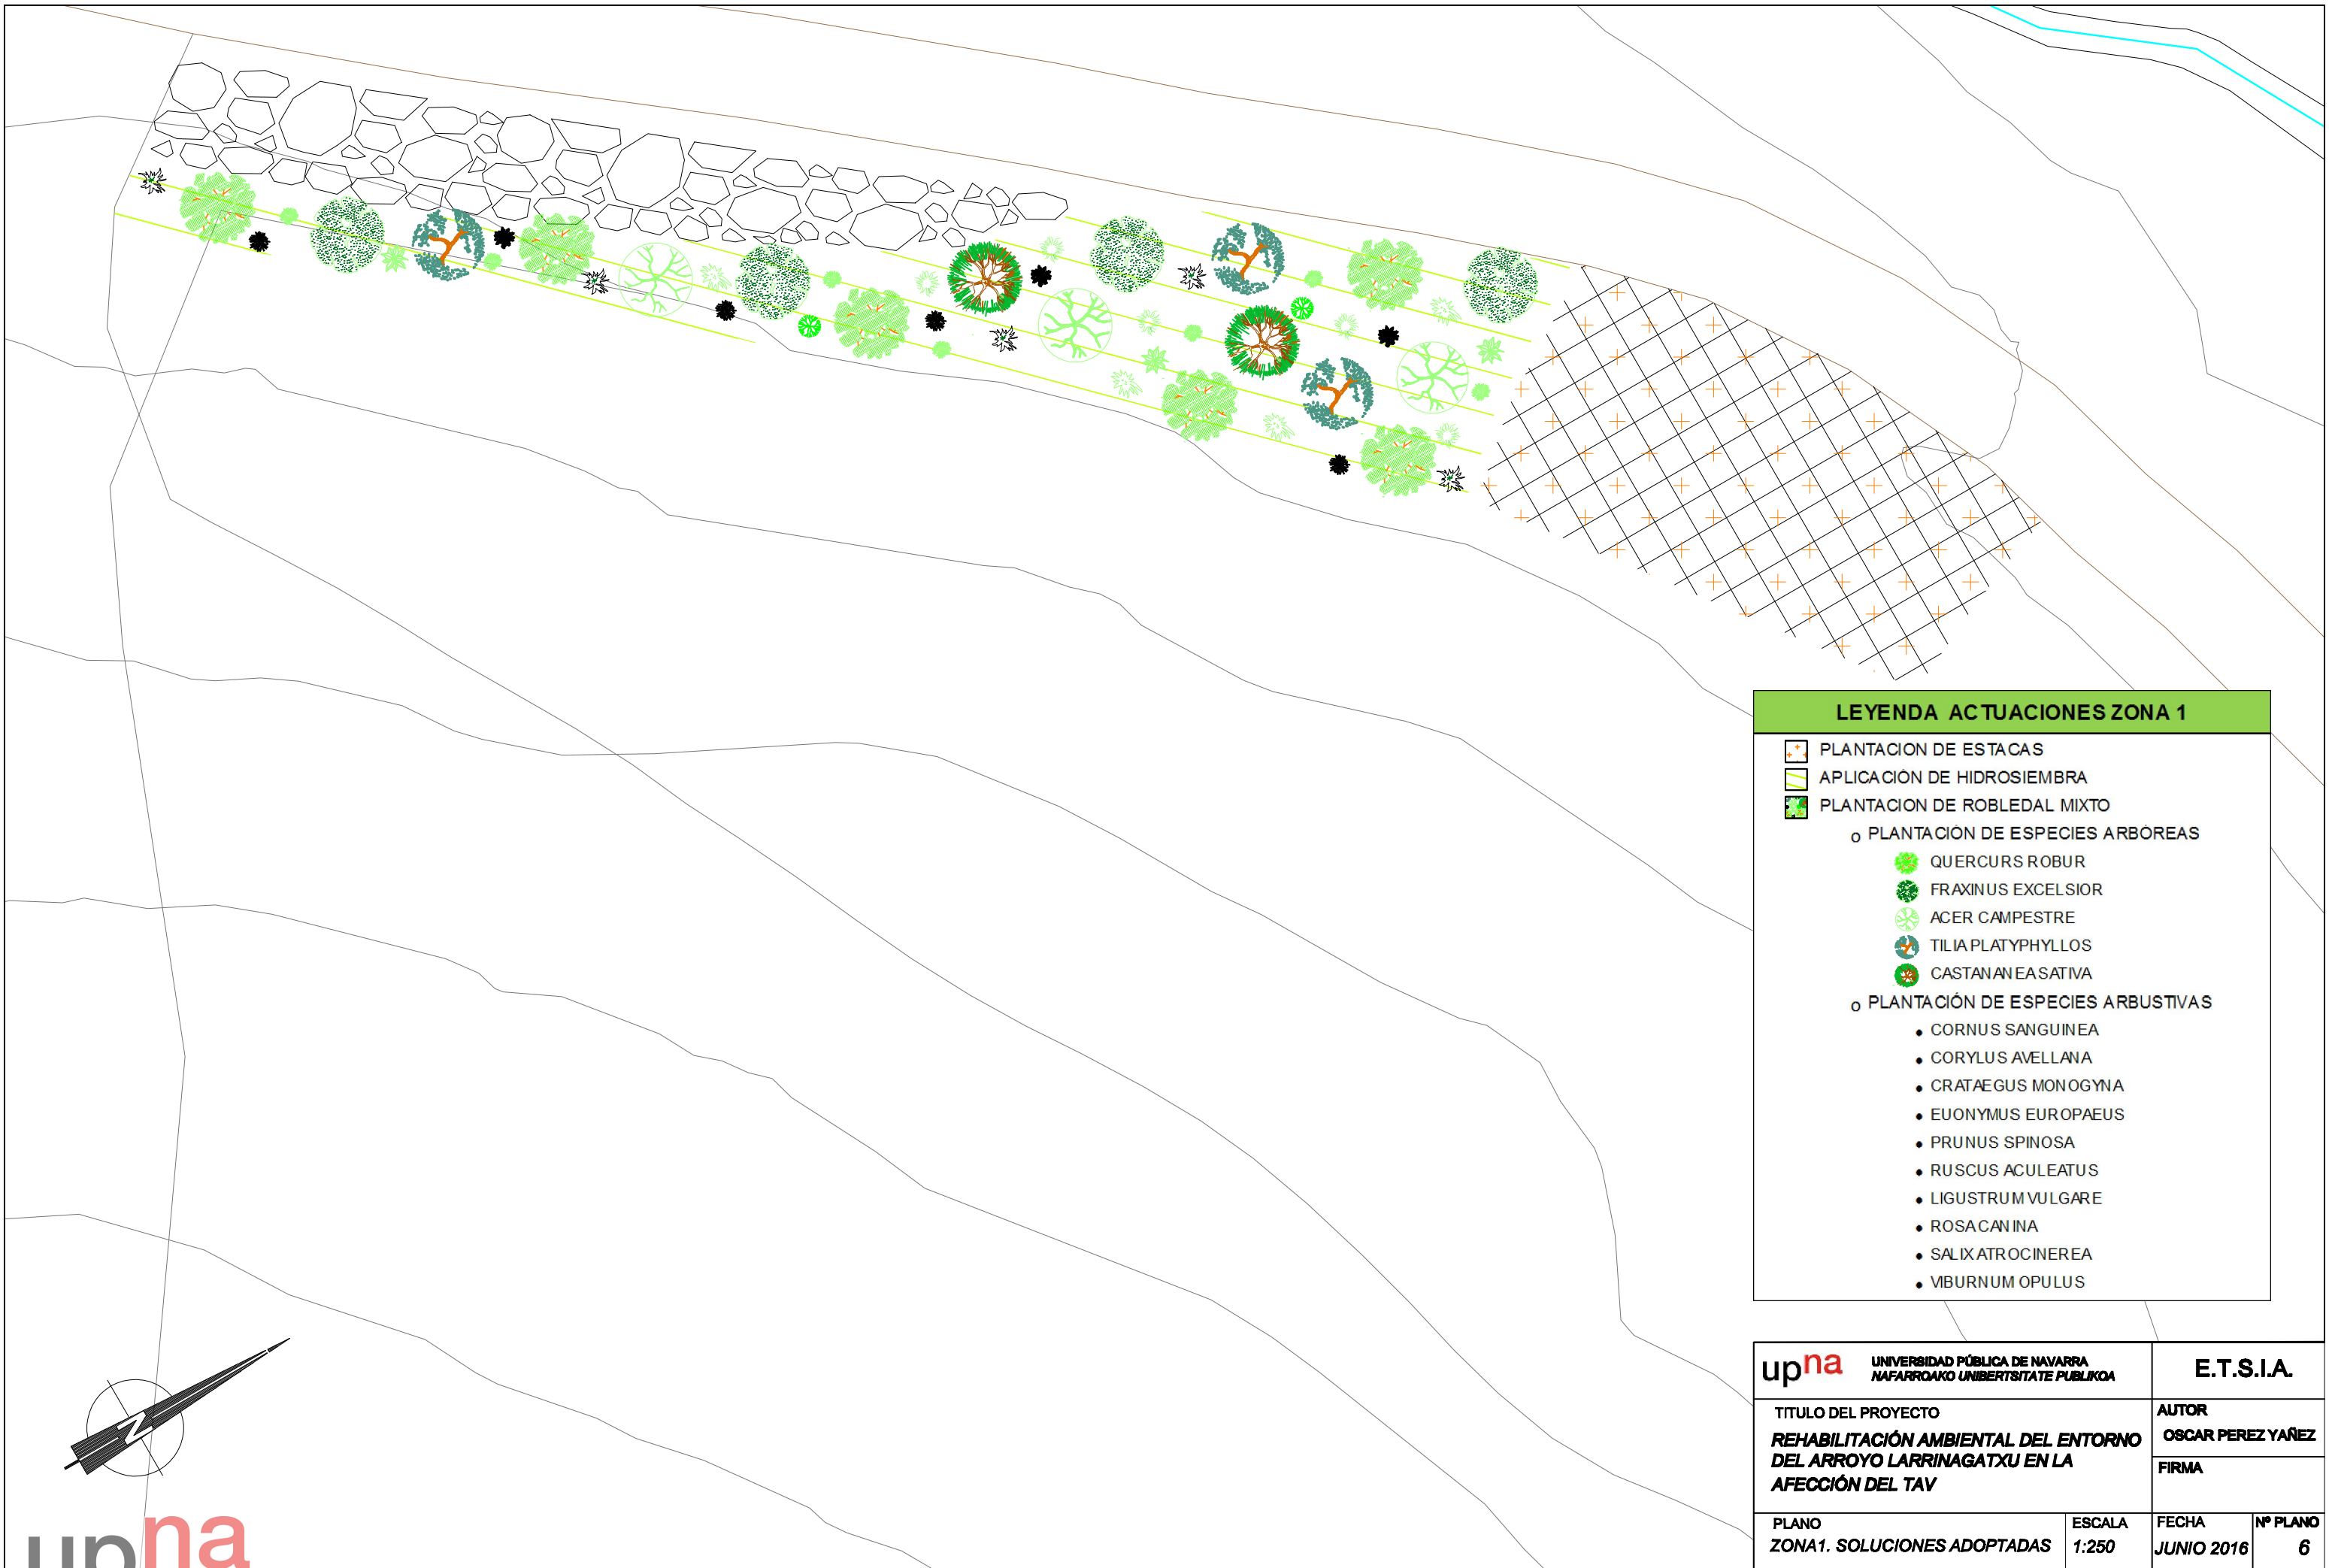 LEYENDA ACTUACIONES ZONA 1
PLANTACION DE ESTACAS
APLICACIÓN DE HIDROSIEMBRA
PLANTACION DE ROBLEDAL MIXTO
o PLANTACIÓN DE ESPECIES ARBÓREAS
QUERCURS ROBUR
FRAXINUS EXCELSIOR
ACER CAMPESTRE
TILIA PLATYPHYLLOS
CASTANANEA SATIVA
o PLANTACIÓN DE ESPECIES ARBUSTIVAS
• CORNUS SANGUINEA
• CORYLUS AVELLANA
• CRATAEGUS MONOGYNA
• EUONYMUS EUROPAEUS
• PRUNUS SPINOSA
• RUSCUS ACULEATUS
• LIGUSTRUM VULGARE
• ROSA CANINA
• SALIX ATROCINEREA
• VIBURNUM OPULUS
upna
UNIVERSIDAD PÚBLICA DE NAVARRA
NAFARROAKO UNIBERTSITATE PUBLIKOA
E.T.S.I.A.
TITULO DEL PROYECTO
REHABILITACIÓN AMBIENTAL DEL ENTORNO
DEL ARROYO LARRINAGATXU EN LA
AFECCIÓN DEL TAV
AUTOR
OSCAR PEREZ YAÑEZ
FIRMA
PLANO
ZONA1. SOLUCIONES ADOPTADAS
ESCALA
1:250
FECHA
JUNIO 2016
Nº PLANO
6
N
upna